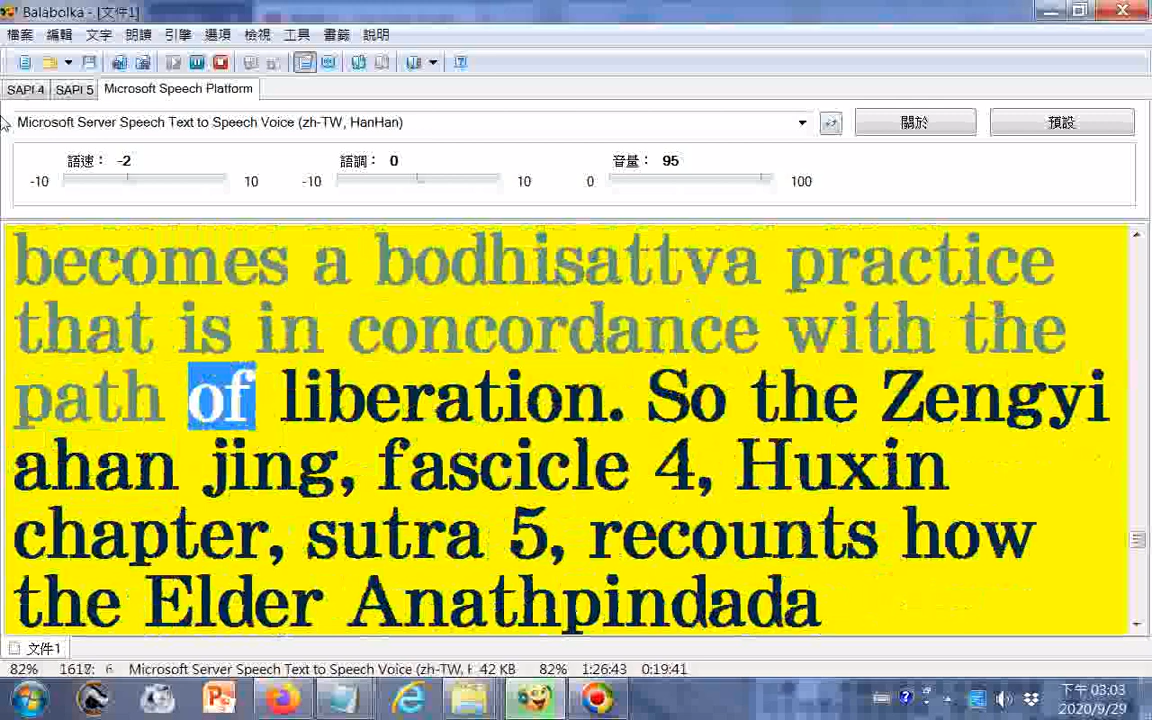 Balabolka - [文件1]
檔案 編輯 文字 朗讀 引擎 選項 檢視 工具 書籤 說明
SAPI 4 SAPI 5 Microsoft Speech Platform
Microsoft Server Speech Text to Speech Voice (zh-TW, HanHan) 關於 預設
語速： -2 語調： 0 音量： 95
-10 10 -10 10 0 100
becomes a bodhisattva practice
that is in concordance with the
path of liberation. So the Zengyi
ahan jing, fascicle 4, Huxin
chapter, sutra 5, recounts how
the Elder Anathpindada
文件1
82% Microsoft Server Speech Text to Speech Voice (zh-TW, 42 KB 82% 1:26:43 0:19:41
下午 03:03
2020/9/29